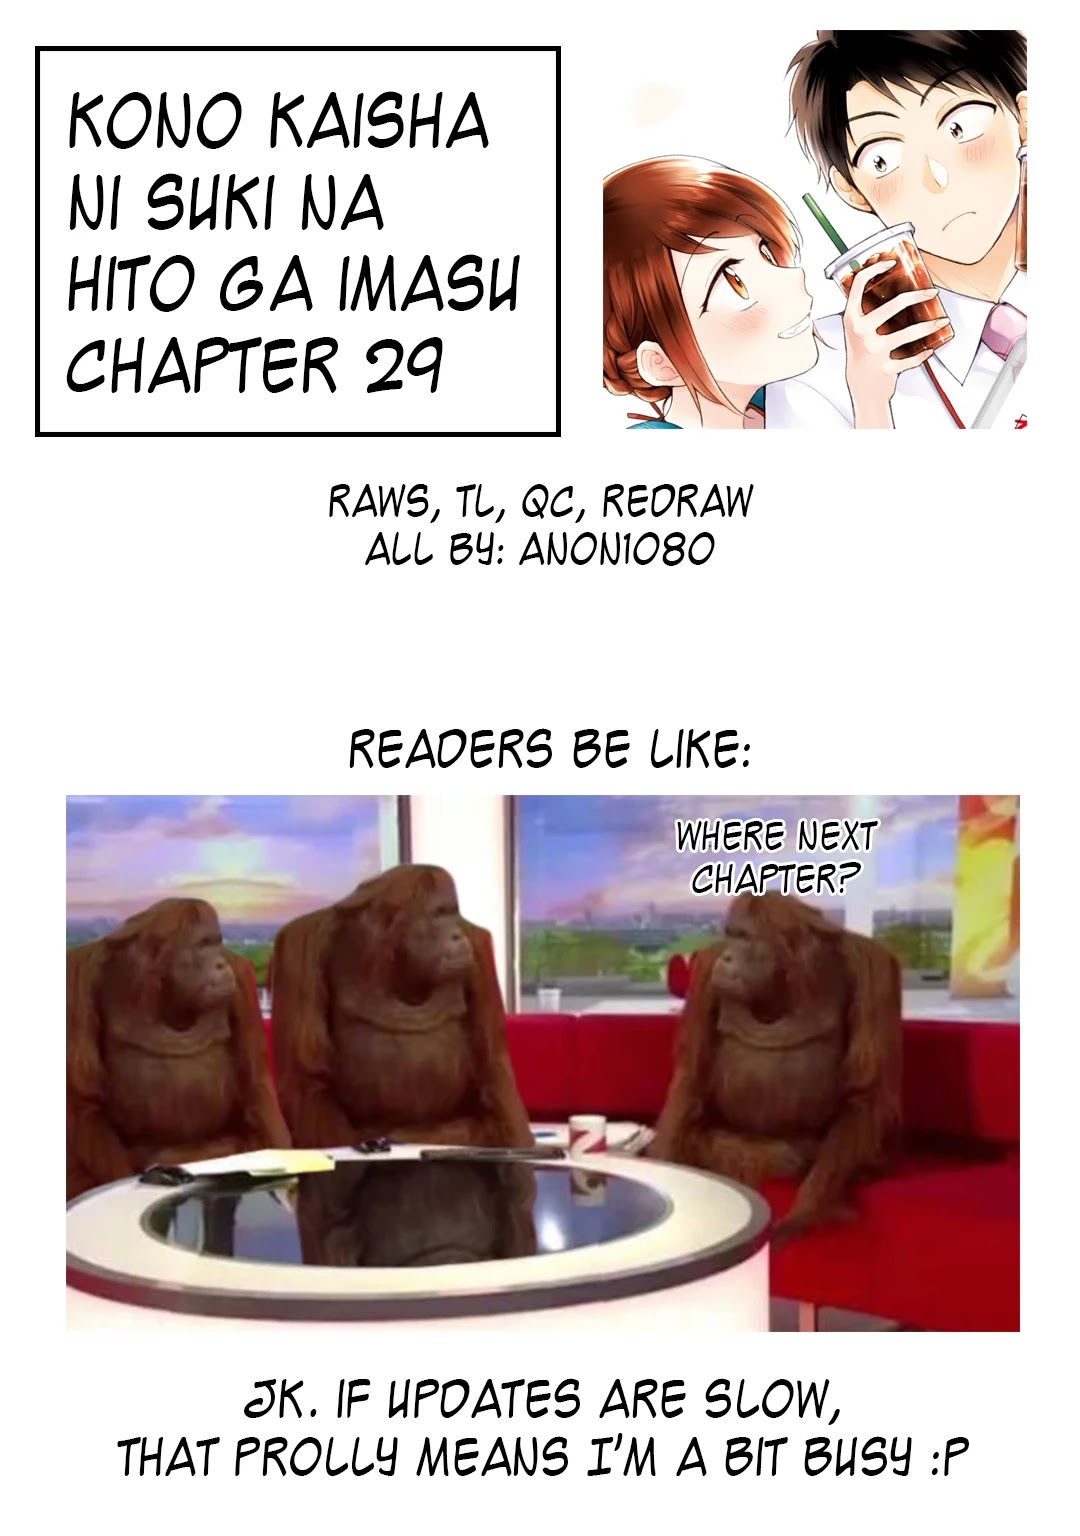 KONO KAISHA
NI SUKI NA
HITO GA IMASU
CHAPTER 29
RAWS, TL, QC, REDRAW
ALL BY: ANON1080
READERS BE LIKE:
WHERE NEXT
CHAPTER?
JK. IF UPDATES ARE SLOW,
THAT PROLLY MEANS I'M A BIT BUSY :P